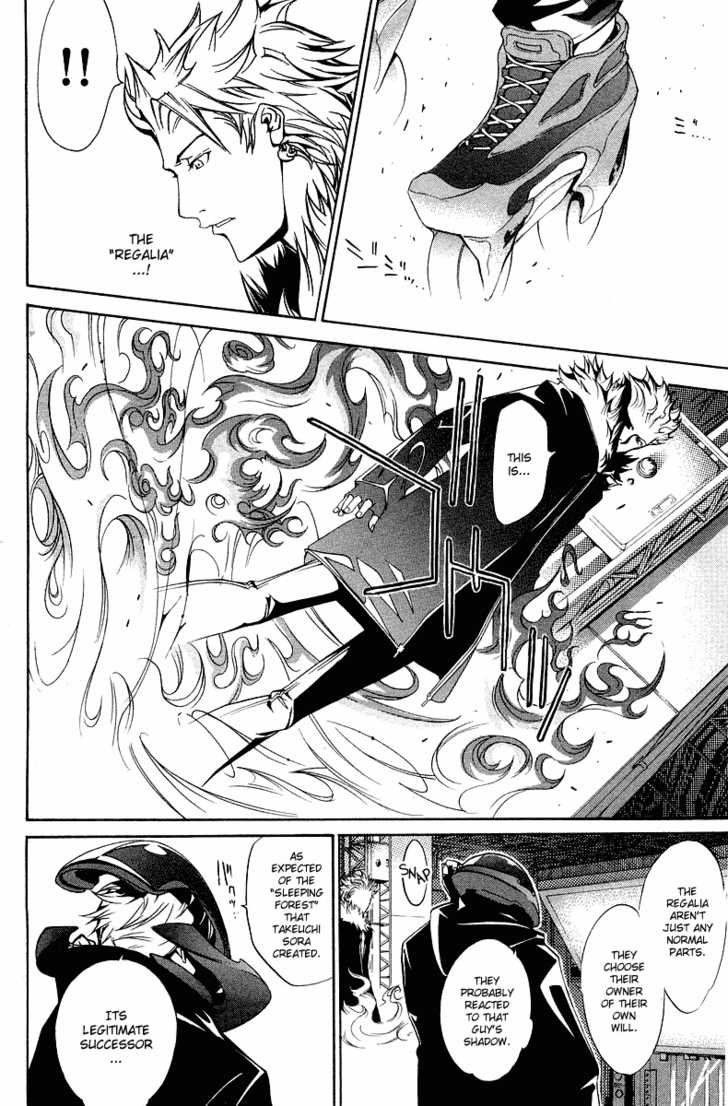 !!
THE
"REGALIA"
...!
THIS
IS...
THE
REGALIA
AREN'T
JUST ANY
NORMAL
PARTS.
THEY
CHOOSE
THEIR
OWNER
OF THEIR
OWN
WILL.
SNAP
THEY
PROBABLY
REACTED
TO THAT
GUY'S
SHADOW.
AS
EXPECTED
OF THE
"SLEEPING
FOREST"
THAT
TAKEUCHI
SORA
CREATED.
ITS
LEGITIMATE
SUCCESSOR
...